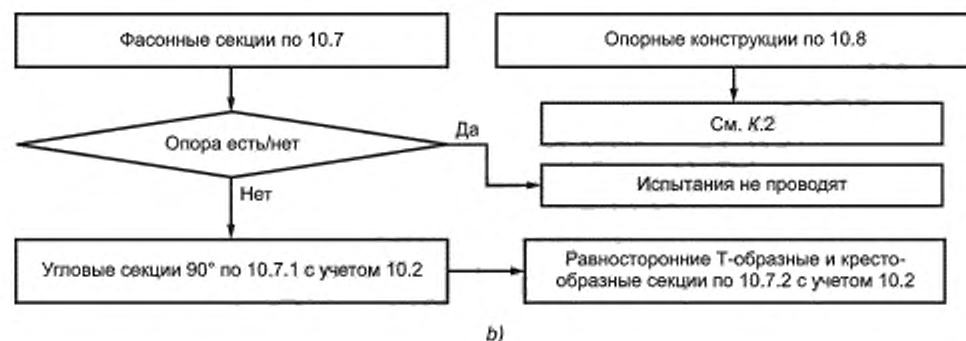 Фасонные секции по 10.7
Опорные конструкции по 10.8
См. К.2
Опора есть/нет
Да
Испытания не проводят
Нет
Угловые секции 90° по 10.7.1 с учетом 10.2
Равносторонние Т-образные и кресто-
образные секции по 10.7.2 с учетом 10.2
b)